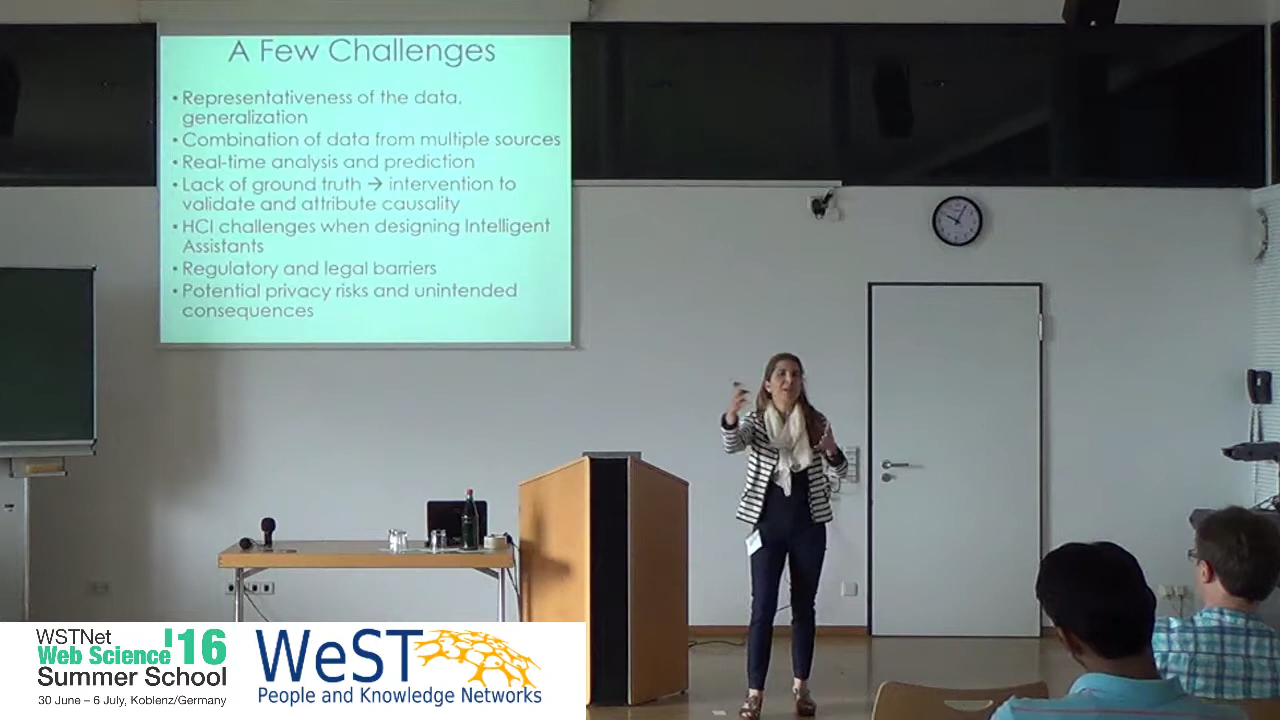 A Few Challenges
• Representativeness of the data, generalization
• Combination of data from multiple sources
• Real-time analysis and prediction
• Lack of ground truth → intervention to validate and attribute causality
• HCI challenges when designing Intelligent Assistants
• Regulatory and legal barriers
• Potential privacy risks and unintended consequences
WSTNet
Web Science '16
Summer School
30 June – 6 July, Koblenz/Germany
WeST
People and Knowledge Networks